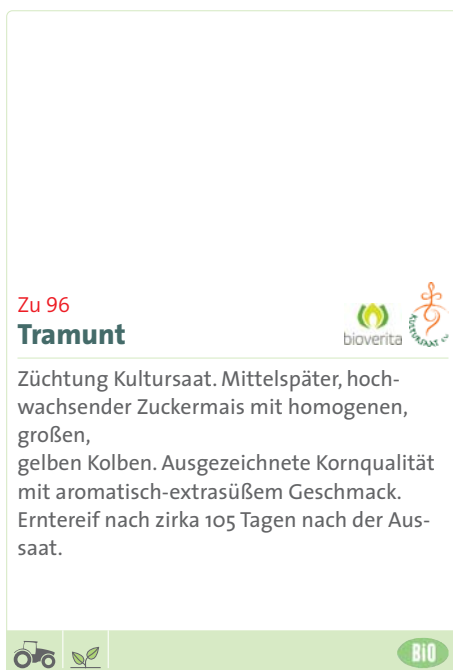 Zu 96
Tramunt
bioverita
KULTURSAAT e.V.
Züchtung Kultursaat. Mittelspäter, hoch-
wachsender Zuckermais mit homogenen,
großen,
gelben Kolben. Ausgezeichnete Kornqualität
mit aromatisch-extrasüßem Geschmack.
Erntereif nach zirka 105 Tagen nach der Aus-
saat.
BiO